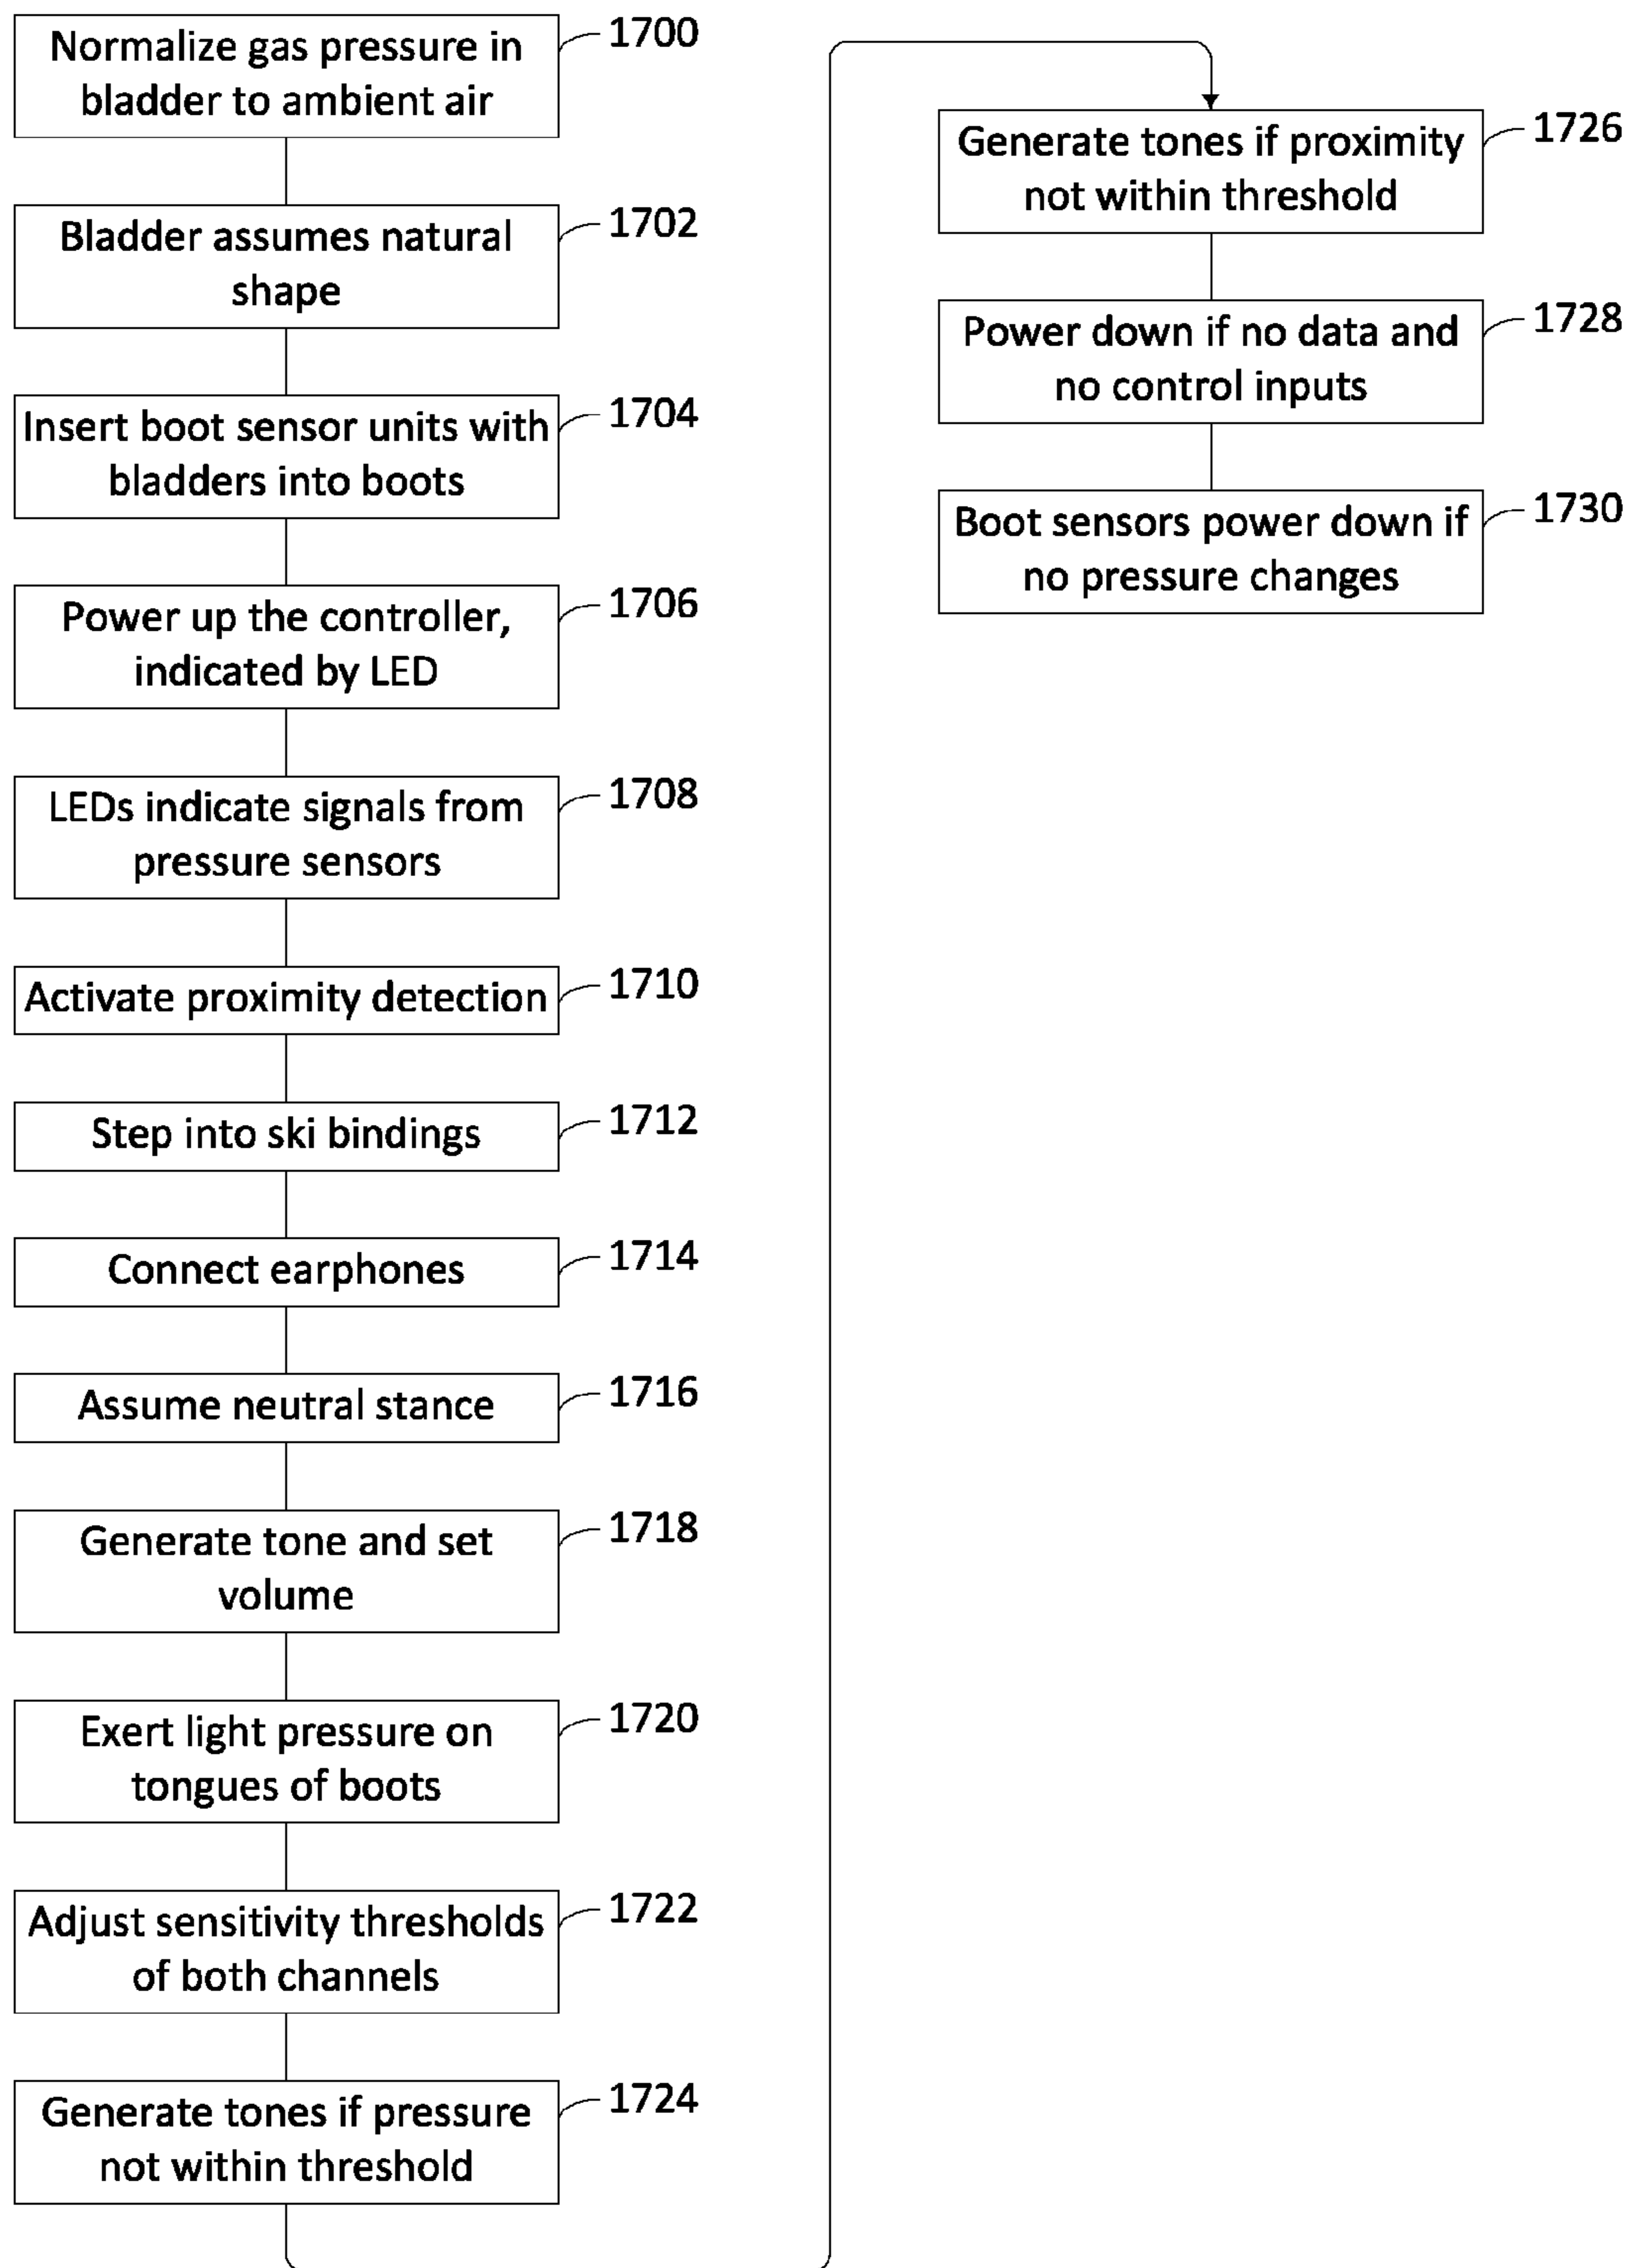 Normalize gas pressure in
bladder to ambient air
1700
Bladder assumes natural
shape
1702
Insert boot sensor units with
bladders into boots
1704
Power up the controller,
indicated by LED
1706
LEDs indicate signals from
pressure sensors
1708
Activate proximity detection
1710
Step into ski bindings
1712
Connect earphones
1714
Assume neutral stance
1716
Generate tone and set
volume
1718
Exert light pressure on
tongues of boots
1720
Adjust sensitivity thresholds
of both channels
1722
Generate tones if pressure
not within threshold
1724
Generate tones if proximity
not within threshold
1726
Power down if no data and
no control inputs
1728
Boot sensors power down if
no pressure changes
1730